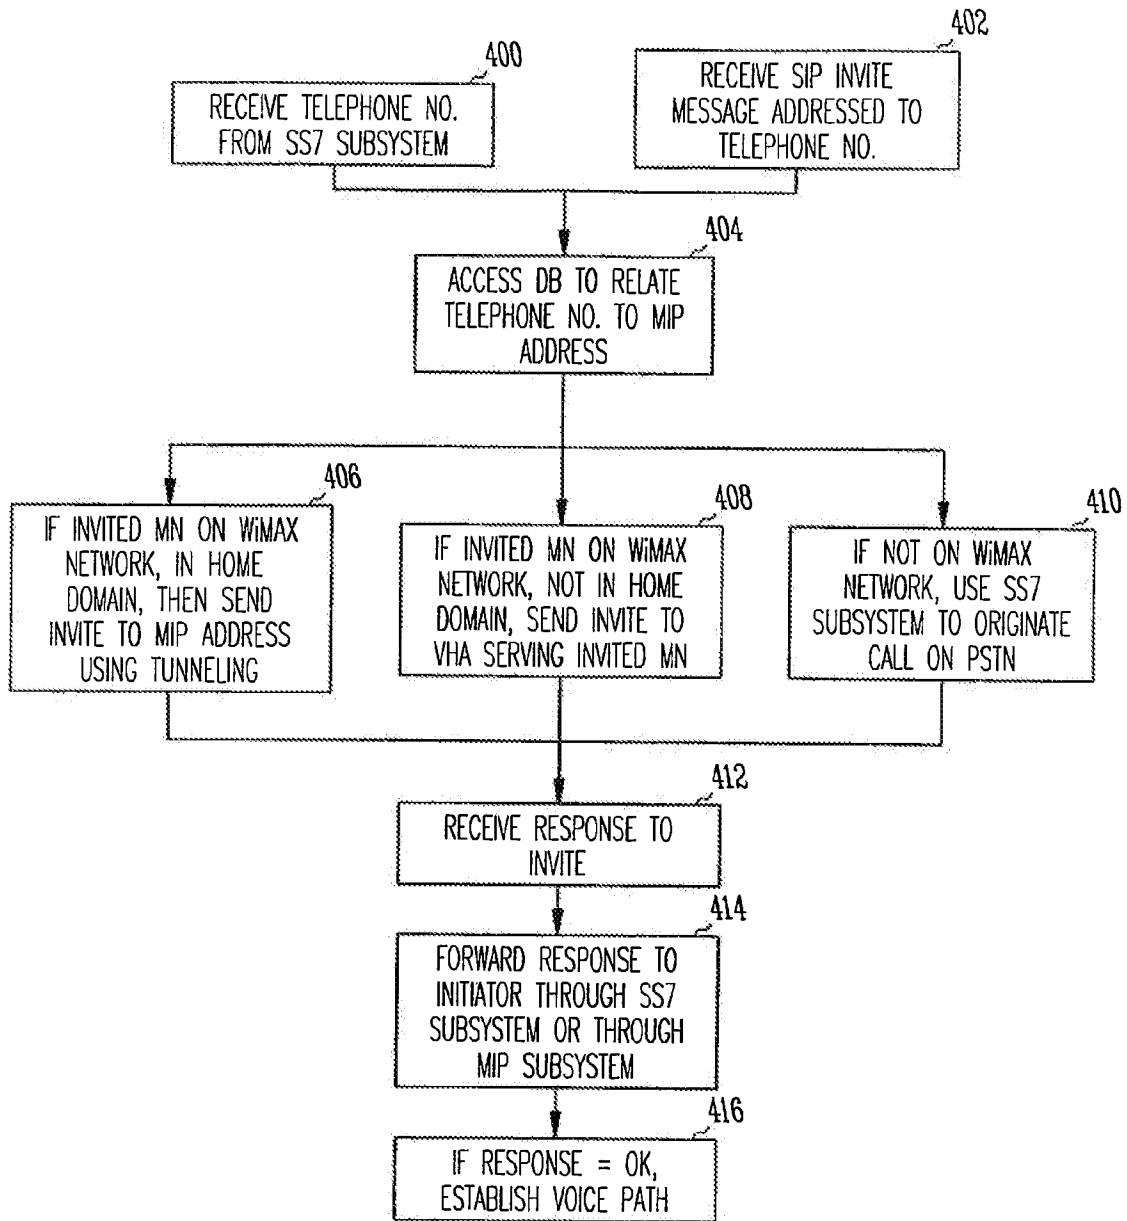 400
RECEIVE TELEPHONE NO.
FROM SS7 SUBSYSTEM
402
RECEIVE SIP INVITE
MESSAGE ADDRESSED TO
TELEPHONE NO.
404
ACCESS DB TO RELATE
TELEPHONE NO. TO MIP
ADDRESS
406
IF INVITED MN ON WiMAX
NETWORK, IN HOME
DOMAIN, THEN SEND
INVITE TO MIP ADDRESS
USING TUNNELING
408
IF INVITED MN ON WiMAX
NETWORK, NOT IN HOME
DOMAIN, SEND INVITE TO
VHA SERVING INVITED MN
410
IF NOT ON WiMAX
NETWORK, USE SS7
SUBSYSTEM TO ORIGINATE
CALL ON PSTN
412
RECEIVE RESPONSE TO
INVITE
414
FORWARD RESPONSE TO
INITIATOR THROUGH SS7
SUBSYSTEM OR THROUGH
MIP SUBSYSTEM
416
IF RESPONSE = OK,
ESTABLISH VOICE PATH